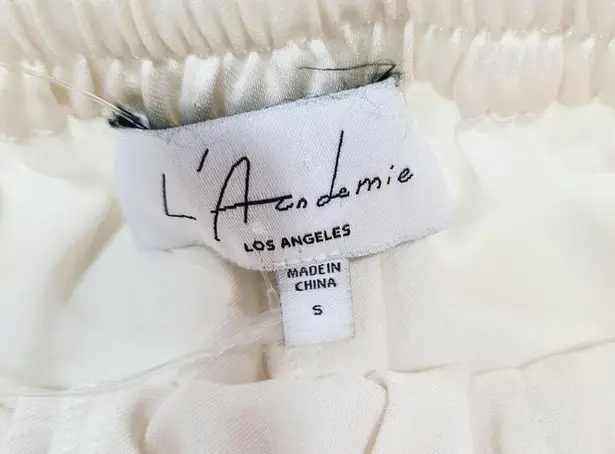 L'Academie
LOS ANGELES
MADE IN
CHINA
S